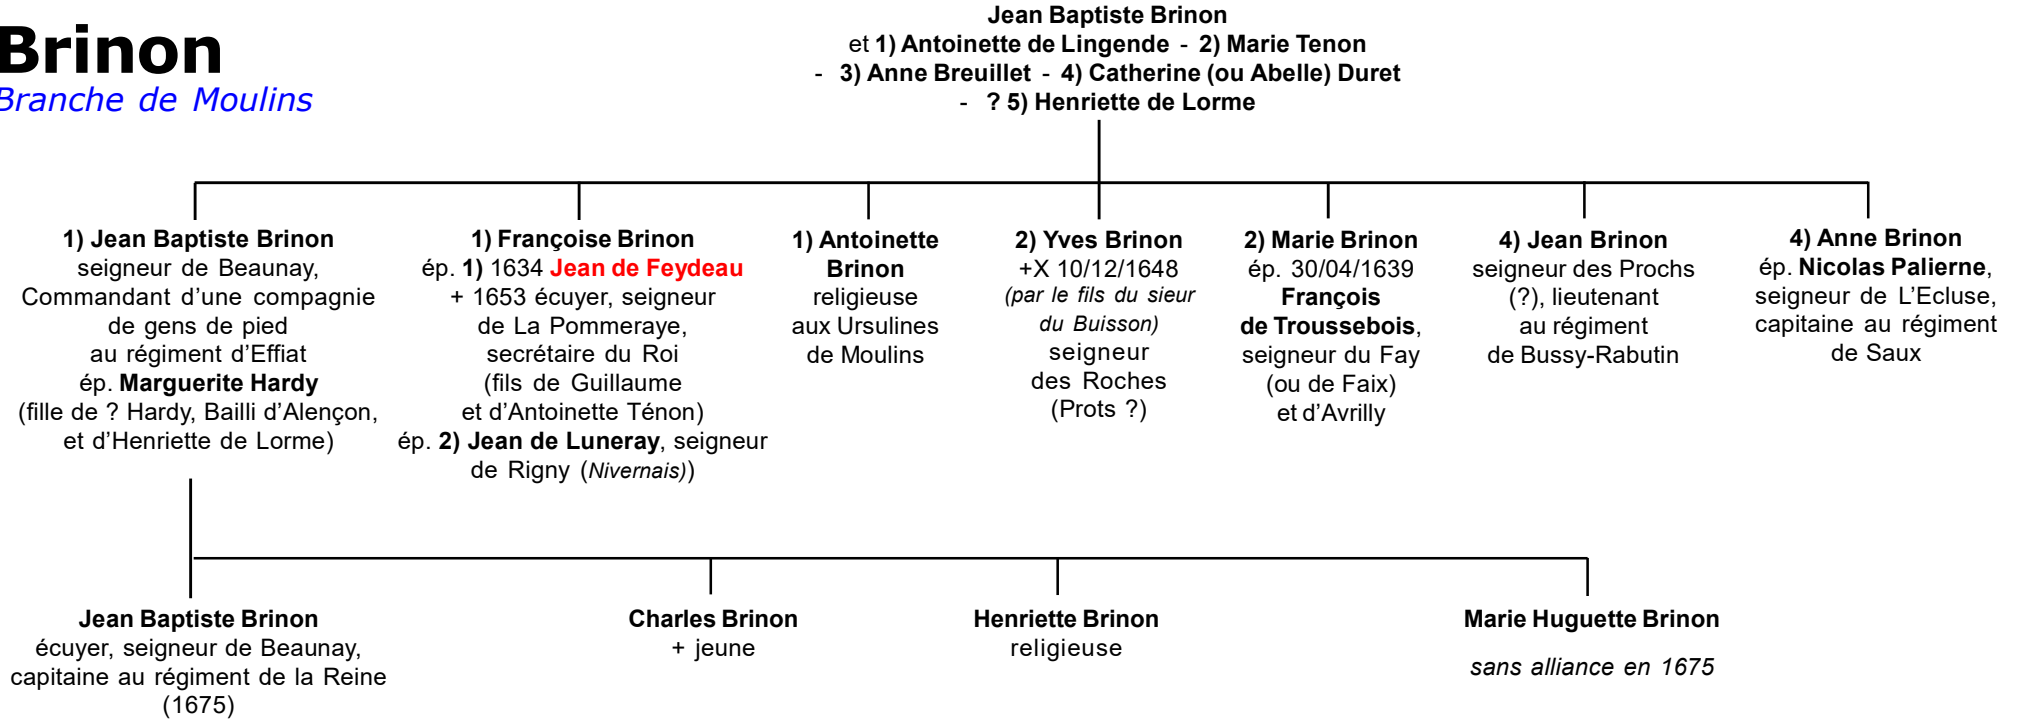 Brinon
Branche de Moulins
Jean Baptiste Brinon
et 1) Antoinette de Lingende - 2) Marie Tenon
- 3) Anne Breuillet - 4) Catherine (ou Abelle) Duret
- ? 5) Henriette de Lorme
1) Jean Baptiste Brinon
seigneur de Beaunay,
Commandant d’une compagnie
de gens de pied
au régiment d’Effiat
ép. Marguerite Hardy
(fille de ? Hardy, Bailli d’Alençon,
et d’Henriette de Lorme)
1) Françoise Brinon
ép. 1) 1634 Jean de Feydeau
+ 1653 écuyer, seigneur
de La Pommeraye,
secrétaire du Roi
(fils de Guillaume
et d’Antoinette Ténon)
ép. 2) Jean de Luneray, seigneur
de Rigny (Nivernais))
1) Antoinette
Brinon
religieuse
aux Ursulines
de Moulins
2) Yves Brinon
+X 10/12/1648
(par le fils du sieur
du Buisson)
seigneur
des Roches
(Prots ?)
2) Marie Brinon
ép. 30/04/1639
François
de Troussebois,
seigneur du Fay
(ou de Faix)
et d’Avrilly
4) Jean Brinon
seigneur des Prochs
(?), lieutenant
au régiment
de Bussy-Rabutin
4) Anne Brinon
ép. Nicolas Palierne,
seigneur de L’Ecluse,
capitaine au régiment
de Saux
Jean Baptiste Brinon
écuyer, seigneur de Beaunay,
capitaine au régiment de la Reine
(1675)
Charles Brinon
+ jeune
Henriette Brinon
religieuse
Marie Huguette Brinon
sans alliance en 1675